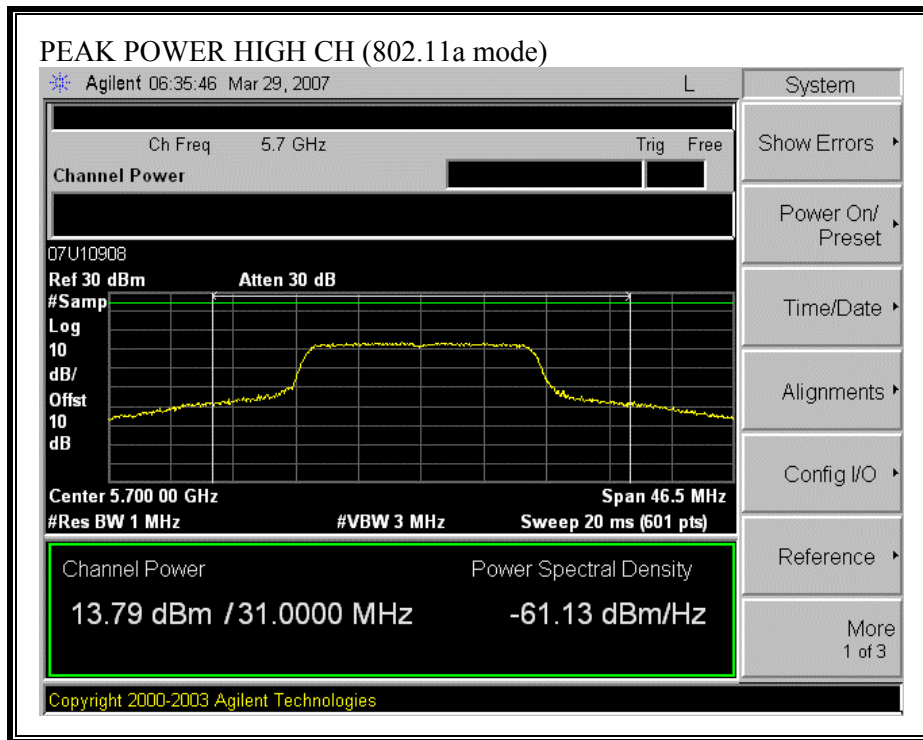 PEAK POWER HIGH CH (802.11a mode)
Agilent 06:35:46 Mar 29, 2007 L
System
Ch Freq 5.7 GHz Trig Free
Channel Power
Show Errors
Power On/
Preset
07U10908
Ref 30 dBm Atten 30 dB
#Samp
Log
10
dB/
Offst
10
dB
Time/Date
Alignments
Config I/O
Center 5.700 00 GHz Span 46.5 MHz
#Res BW 1 MHz #VBW 3 MHz Sweep 20 ms (601 pts)
Channel Power Power Spectral Density
13.79 dBm / 31.0000 MHz -61.13 dBm/Hz
Reference
More
1 of 3
Copyright 2000-2003 Agilent Technologies